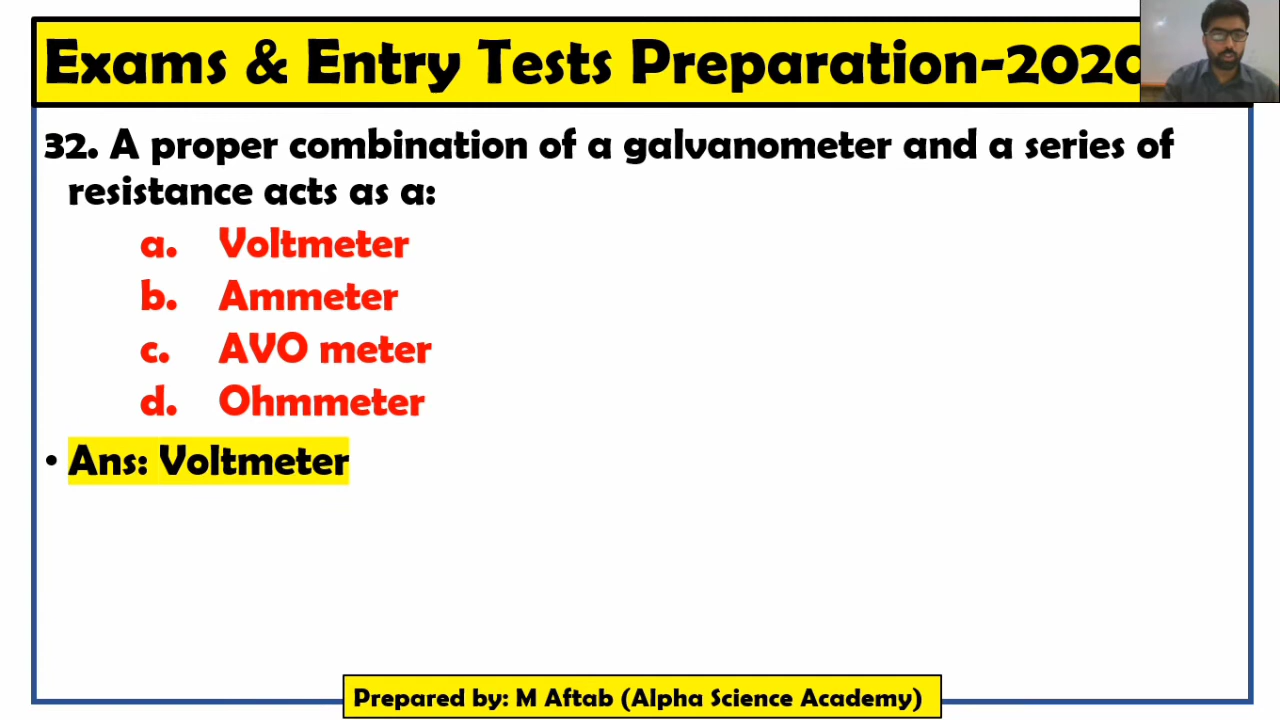 Exams & Entry Tests Preparation-2020
32. A proper combination of a galvanometer and a series of
resistance acts as a:
a. Voltmeter
b. Ammeter
c. AVO meter
d. Ohmmeter
• Ans: Voltmeter
Prepared by: M Aftab (Alpha Science Academy)